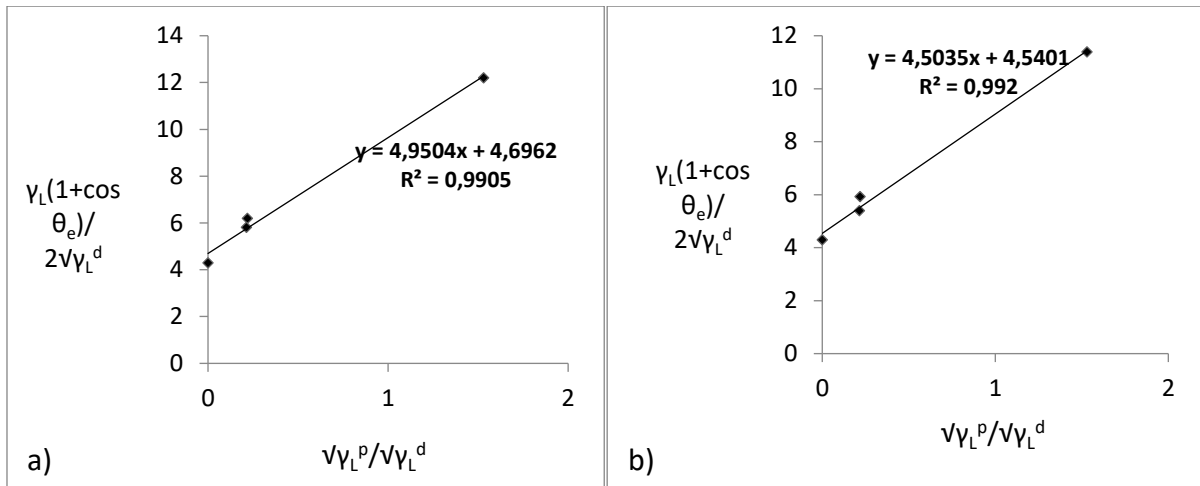 14
12
10
8
6
4
2
0
0
1
2
y = 4,9504x + 4,6962
R² = 0,9905
γL(1+cos
θe)/
2√γLᵈ
√γLᵖ/√γLᵈ
a)
12
10
8
6
4
2
0
0
1
2
y = 4,5035x + 4,5401
R² = 0,992
γL(1+cos
θe)/
2√γLᵈ
√γLᵖ/√γLᵈ
b)